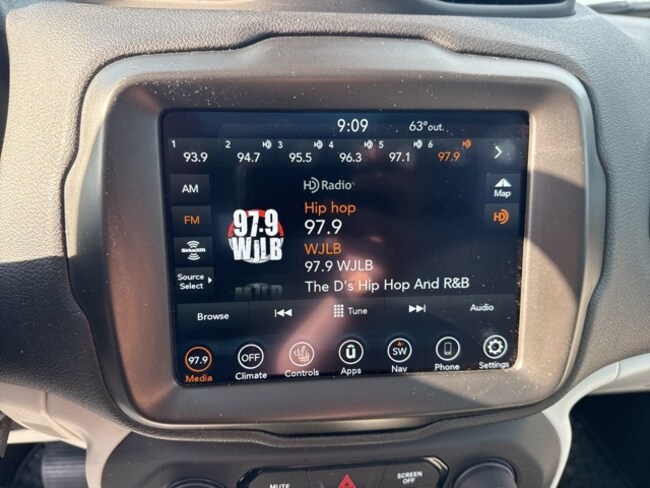 9:09 63° out.
1 2 3 4 5 6
93.9 94.7 95.5 96.3 97.1 97.9
AM
HD Radio
Map
FM
Hip hop
HD
97.9
WJLB
97.9
WJLB
siriusxm
97.9 WJLB
Source
Select
The D's Hip Hop And R&B
Browse Tune Audio
97.9 OFF SW
Media Climate Controls Apps Nav Phone Settings
MUTE
SCREEN
OFF